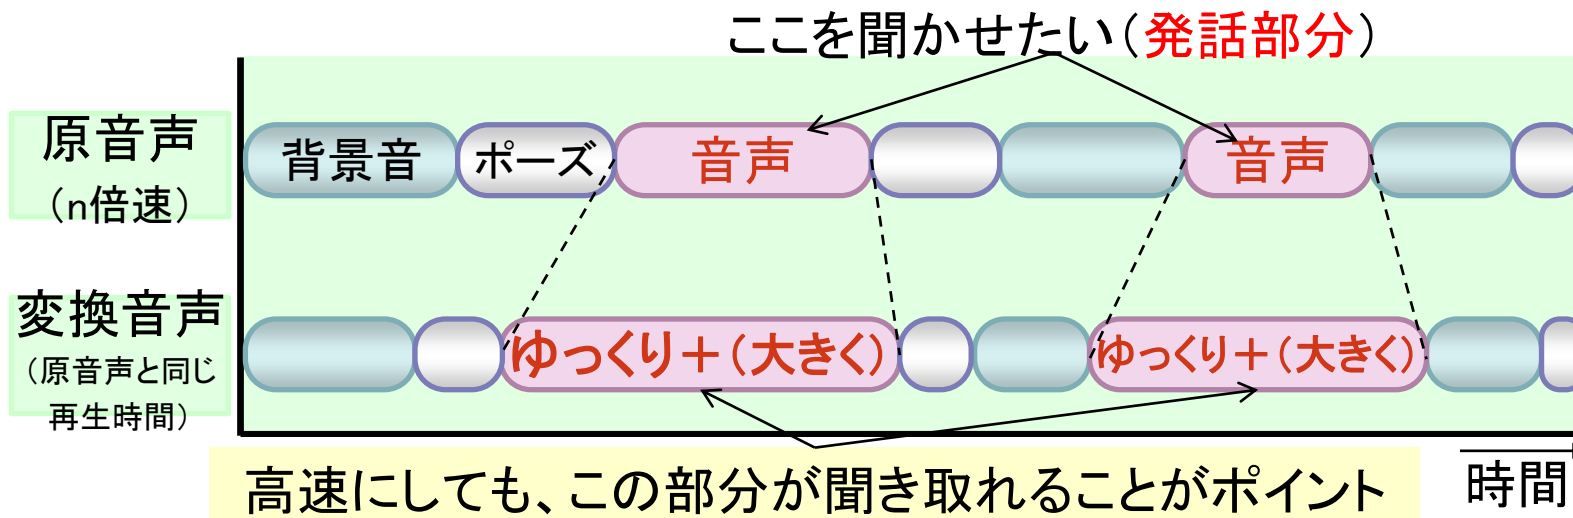 ここを聞かせたい（発話部分）
原音声
（n倍速）
背景音
ポーズ
音声
音声
変換音声
（原音声と同じ
再生時間）
ゆっくり＋（大きく）
ゆっくり＋（大きく）
高速にしても、この部分が聞き取れることがポイント
時間